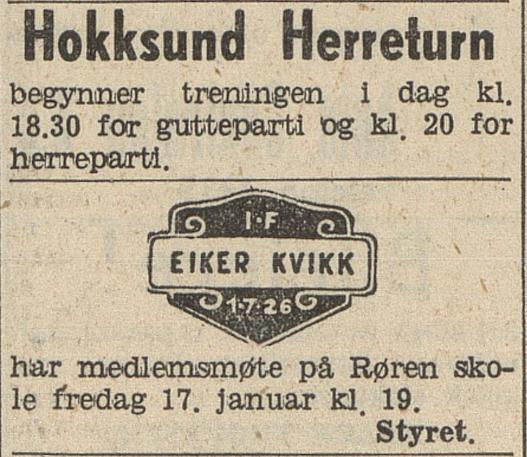 Hokksund Herreturn
begynner treningen i dag kl.
18.30 for gutteparti og kl. 20 for
herreparti.
I·F
EIKER KVIKK
1·7·26
har medlemsmøte på Røren sko-
le fredag 17. januar kl. 19.
Styret.